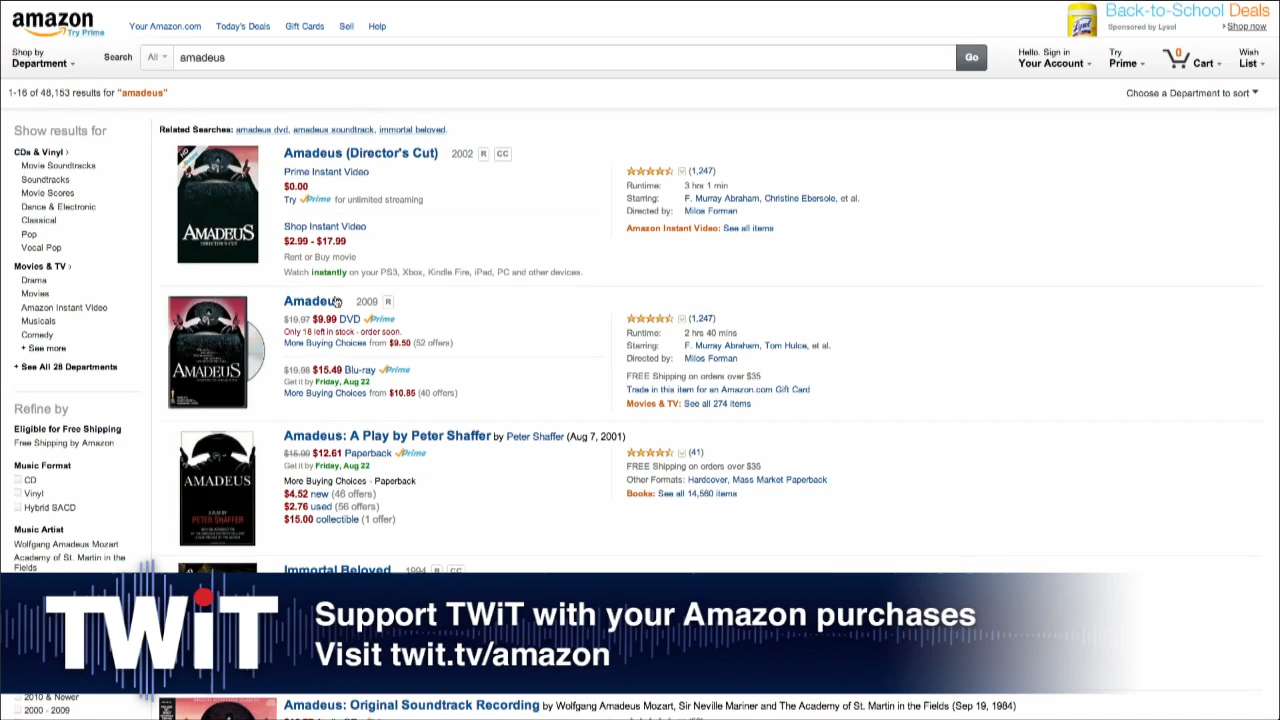 amazon
Try Prime
Your Amazon.com Today's Deals Gift Cards Sell Help
Back-to-School Deals
Sponsored by Lysol
Shop now
Shop by
Department
Search All amadeus Go
Hello. Sign in
Your Account
Try
Prime
0
Cart
Wish
List
1-16 of 48,153 results for "amadeus"
Choose a Department to sort
Show results for
CDs & Vinyl
Movie Soundtracks
Soundtracks
Movie Scores
Dance & Electronic
Classical
Pop
Vocal Pop
Movies & TV
Drama
Movies
Amazon Instant Video
Musicals
Comedy
+ See more
+ See All 28 Departments
Refine by
Eligible for Free Shipping
Free Shipping by Amazon
Music Format
CD
Vinyl
Hybrid SACD
Music Artist
Wolfgang Amadeus Mozart
Academy of St. Martin in the
Fields
2010 & Newer
2000 - 2009
Related Searches: amadeus dvd, amadeus soundtrack, immortal beloved.
AMADEUS
DIRECTOR'S CUT
Amadeus (Director's Cut) 2002 R CC
Prime Instant Video
$0.00
Try Prime for unlimited streaming
Shop Instant Video
$2.99 - $17.99
Rent or Buy movie
Watch instantly on your PS3, Xbox, Kindle Fire, iPad, PC and other devices.
(1,247)
Runtime: 3 hrs 1 min
Starring: F. Murray Abraham, Christine Ebersole, et al.
Directed by: Milos Forman
Amazon Instant Video: See all items
AMADEUS
Amadeus 2009 R
$19.97 $9.99 DVD Prime
Only 18 left in stock - order soon.
More Buying Choices from $9.50 (52 offers)
$19.98 $15.49 Blu-ray Prime
Get it by Friday, Aug 22
More Buying Choices from $10.85 (40 offers)
(1,247)
Runtime: 2 hrs 40 mins
Starring: F. Murray Abraham, Tom Hulce, et al.
Directed by: Milos Forman
FREE Shipping on orders over $35
Trade in this item for an Amazon.com Gift Card
Movies & TV: See all 274 items
AMADEUS
A PLAY BY
PETER SHAFFER
Amadeus: A Play by Peter Shaffer by Peter Shaffer (Aug 7, 2001)
$12.61 Paperback Prime
Get it by Friday, Aug 22
More Buying Choices - Paperback
$4.52 new (46 offers)
$2.76 used (56 offers)
$15.00 collectible (1 offer)
(41)
FREE Shipping on orders over $35
Other Formats: Hardcover, Mass Market Paperback
Books: See all 14,560 items
Immortal Beloved 1994 R CC
TWiT
Support TWiT with your Amazon purchases
Visit twit.tv/amazon
Amadeus: Original Soundtrack Recording by Wolfgang Amadeus Mozart, Sir Neville Mariner and The Academy of St. Martin in the Fields (Sep 19, 1984)